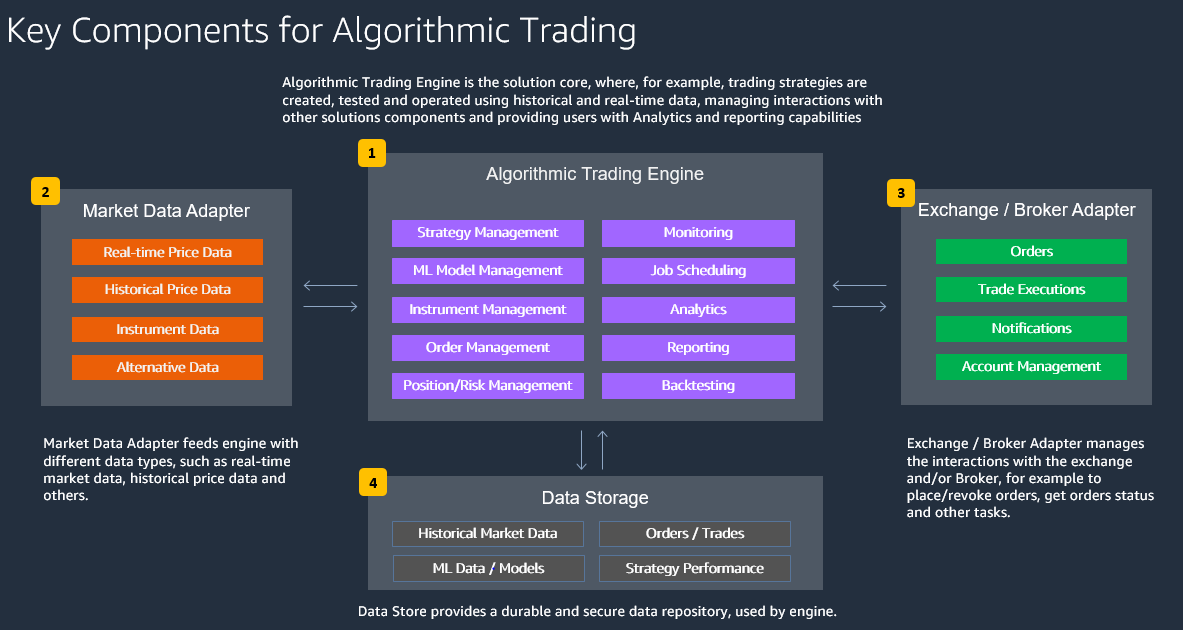 Key Components for Algorithmic Trading
Algorithmic Trading Engine is the solution core, where, for example, trading strategies are
created, tested and operated using historical and real-time data, managing interactions with
other solutions components and providing users with Analytics and reporting capabilities
1
Algorithmic Trading Engine
Strategy Management
Monitoring
ML Model Management
Job Scheduling
Instrument Management
Analytics
Order Management
Reporting
Position/Risk Management
Backtesting
2
Market Data Adapter
Real-time Price Data
Historical Price Data
Instrument Data
Alternative Data
Market Data Adapter feeds engine with
different data types, such as real-time
market data, historical price data and
others.
3
Exchange / Broker Adapter
Orders
Trade Executions
Notifications
Account Management
Exchange / Broker Adapter manages
the interactions with the exchange
and/or Broker, for example to
place/revoke orders, get orders status
and other tasks.
4
Data Storage
Historical Market Data
Orders / Trades
ML Data / Models
Strategy Performance
Data Store provides a durable and secure data repository, used by engine.